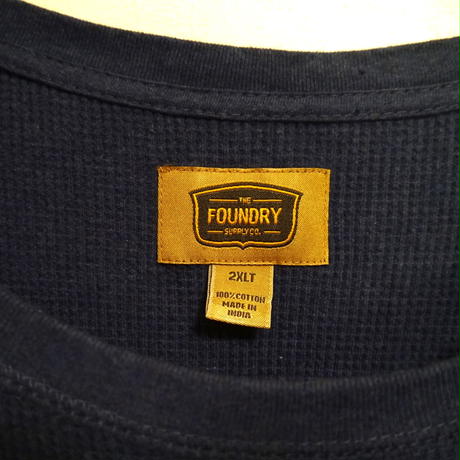 THE
FOUNDRY
SUPPLY CO.
2XLT
100% COTTON
MADE IN
INDIA